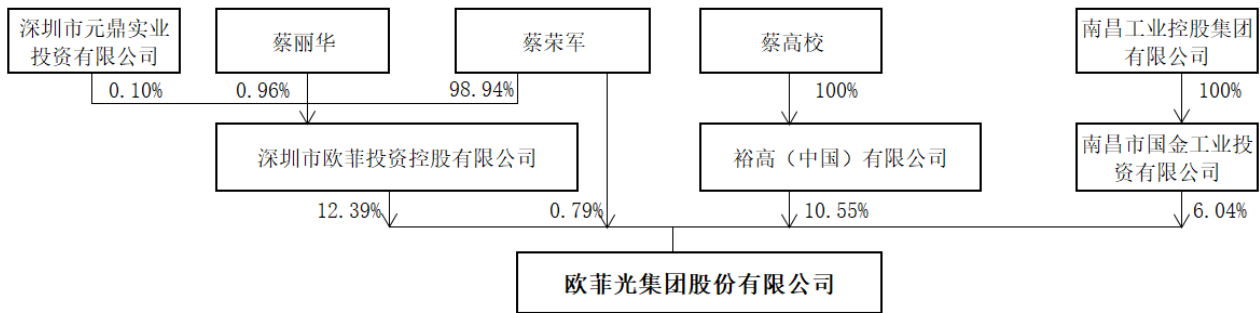 深圳市元鼎实业
投资有限公司
蔡丽华
蔡荣军
蔡高校
南昌工业控股集团
有限公司
0.10%
0.96%
98.94%
100%
100%
深圳市欧菲投资控股有限公司
裕高（中国）有限公司
南昌市国金工业投
资有限公司
12.39%
0.79%
10.55%
6.04%
欧菲光集团股份有限公司